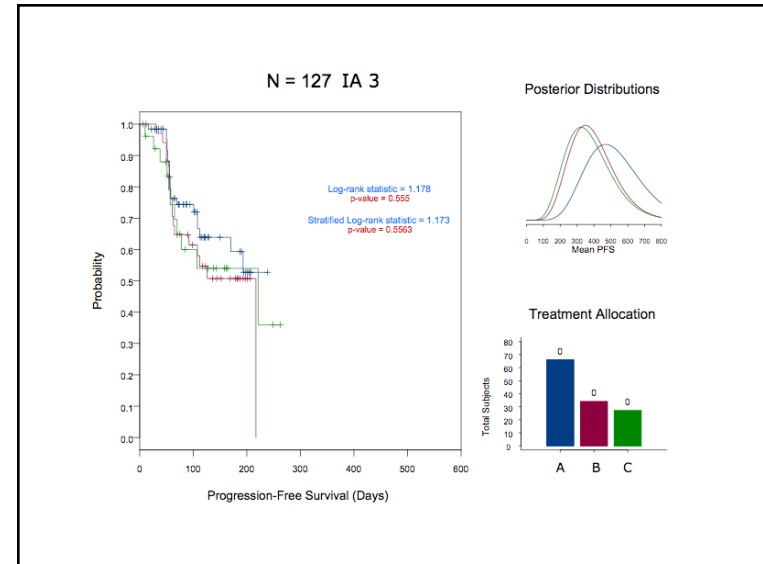 N = 127 IA 3
1.0
0.9
0.8
0.7
0.6
0.5
0.4
0.3
0.2
0.1
0.0
Probability
Log-rank statistic = 1.178
p-value = 0.555
Stratified Log-rank statistic = 1.173
p-value = 0.5563
0 100 200 300 400 500 600
Progression-Free Survival (Days)
Posterior Distributions
0 100 200 300 400 500 600 700 800
Mean PFS
Treatment Allocation
80
70
60
50
40
30
20
10
0
Total Subjects
0 0 0
A B C